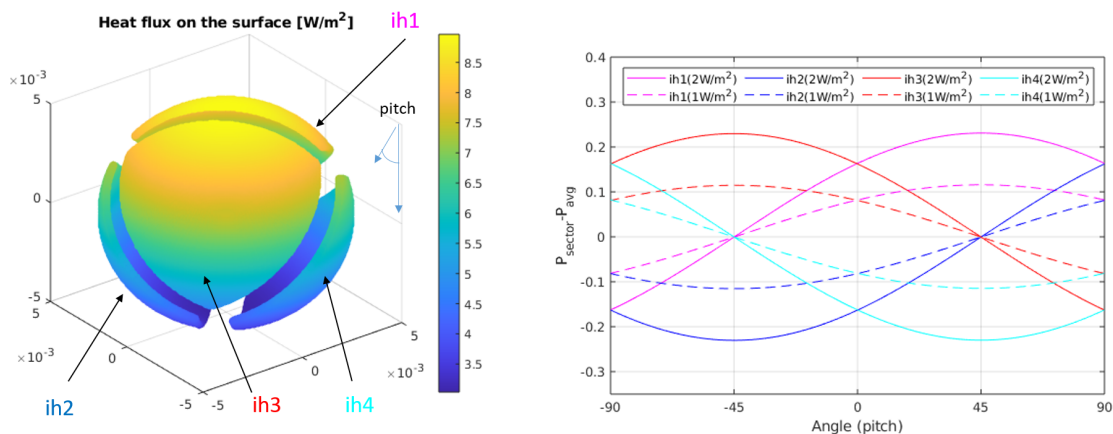 Heat flux on the surface [W/m²]
ih1
×10⁻³
5
0
-5
pitch
8.5
8
7.5
7
6.5
6
5.5
5
4.5
4
3.5
5
×10⁻³
0
-5
-5
0
×10⁻³
5
ih2
ih3
ih4
0.4
0.3
0.2
0.1
0
-0.1
-0.2
-0.3
P_sector-P_avg
ih1(2W/m²) ih2(2W/m²) ih3(2W/m²) ih4(2W/m²)
ih1(1W/m²) ih2(1W/m²) ih3(1W/m²) ih4(1W/m²)
-90 -45 0 45 90
Angle (pitch)